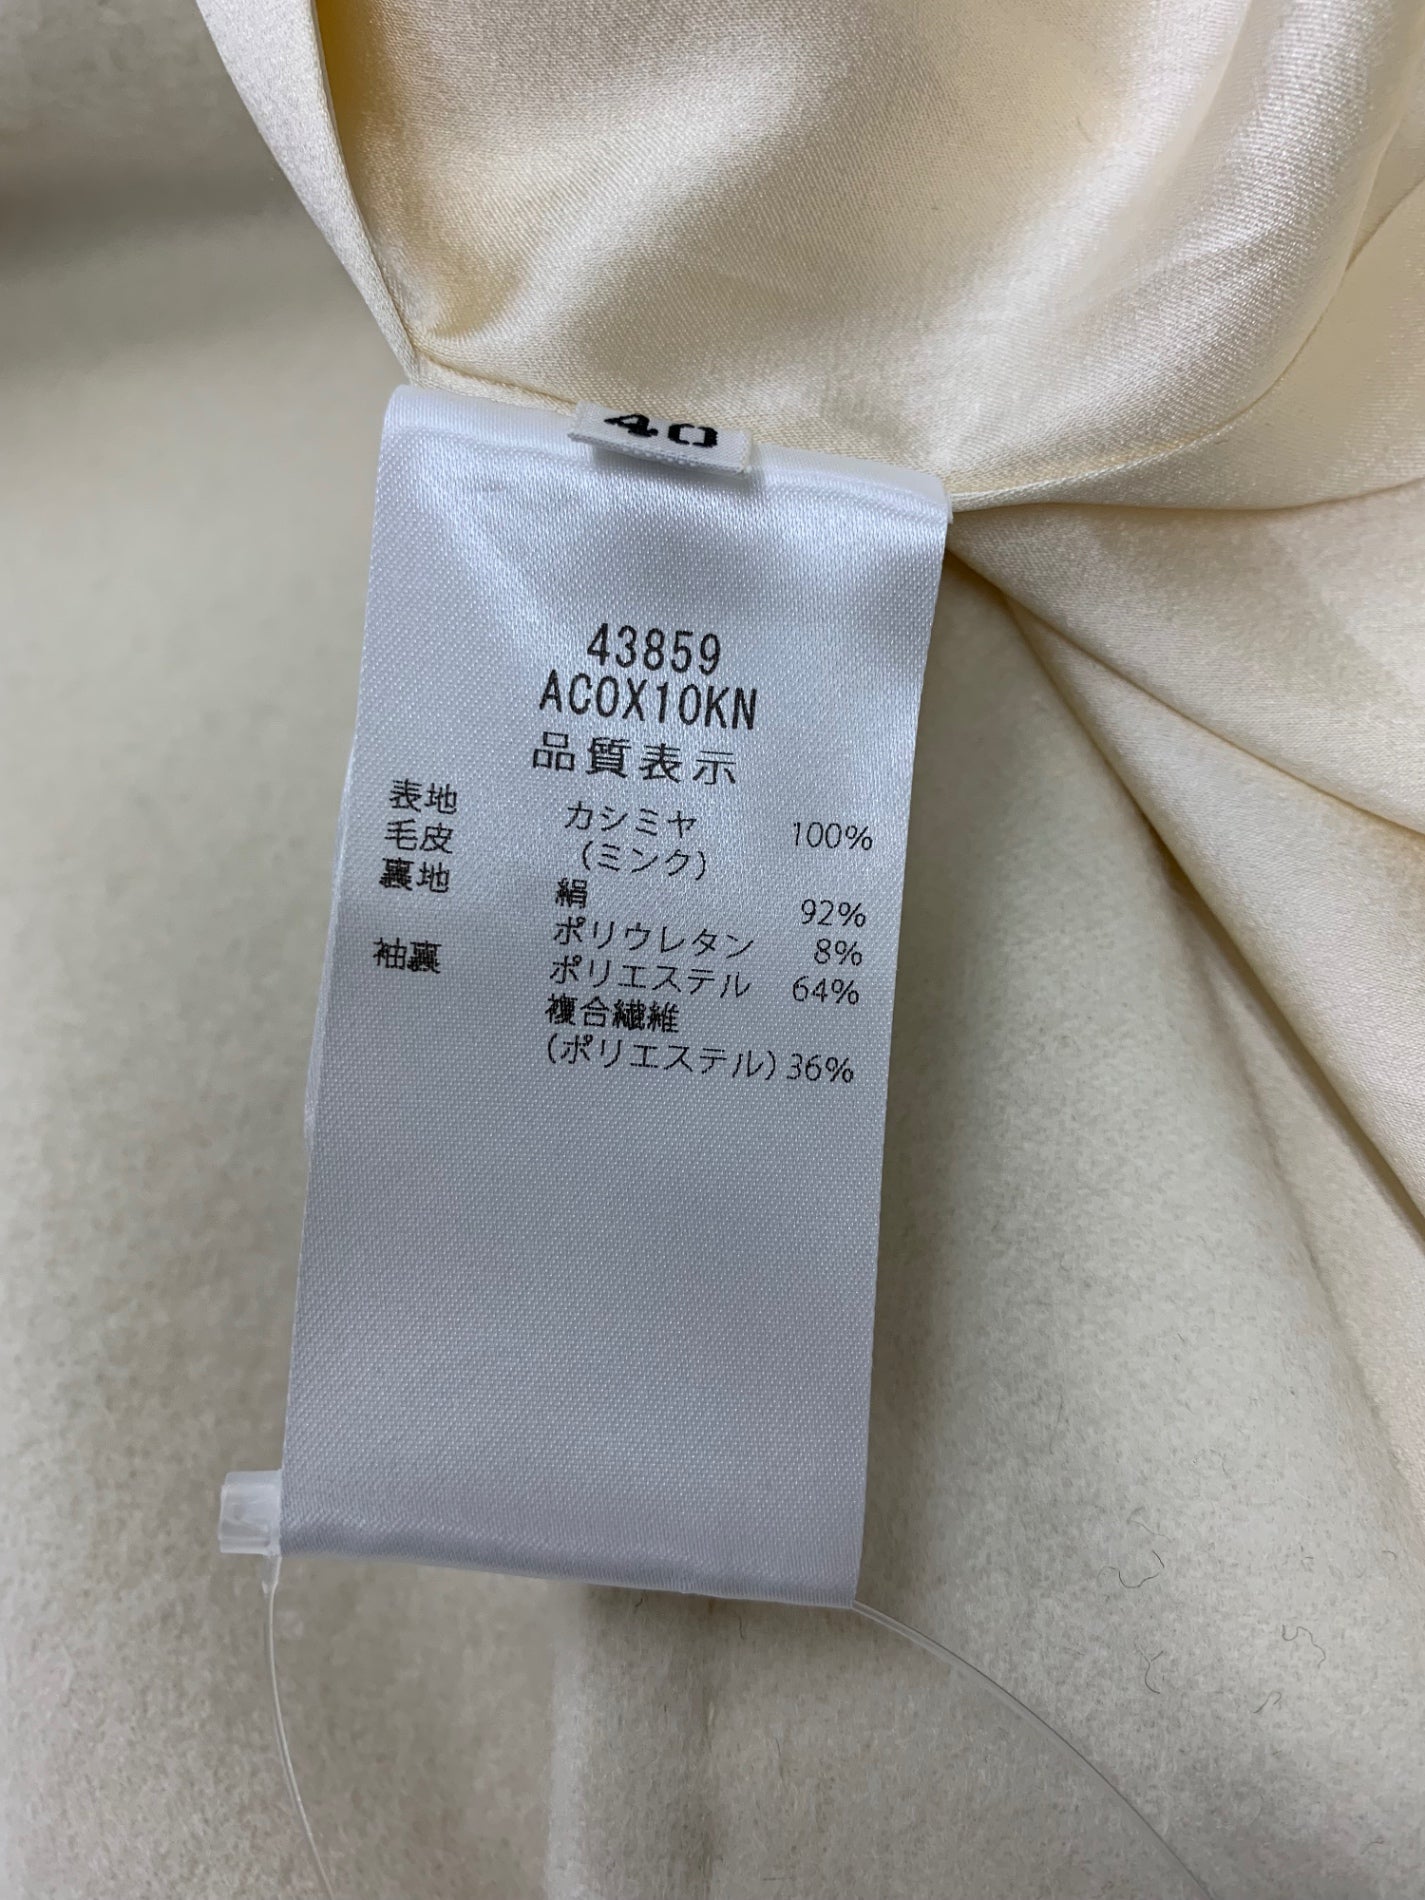 40
43859
AC0X10KN
品質表示
表地 カシミヤ 100%
毛皮 (ミンク)
裏地 絹 92%
ポリウレタン 8%
袖裏 ポリエステル 64%
複合繊維
(ポリエステル) 36%